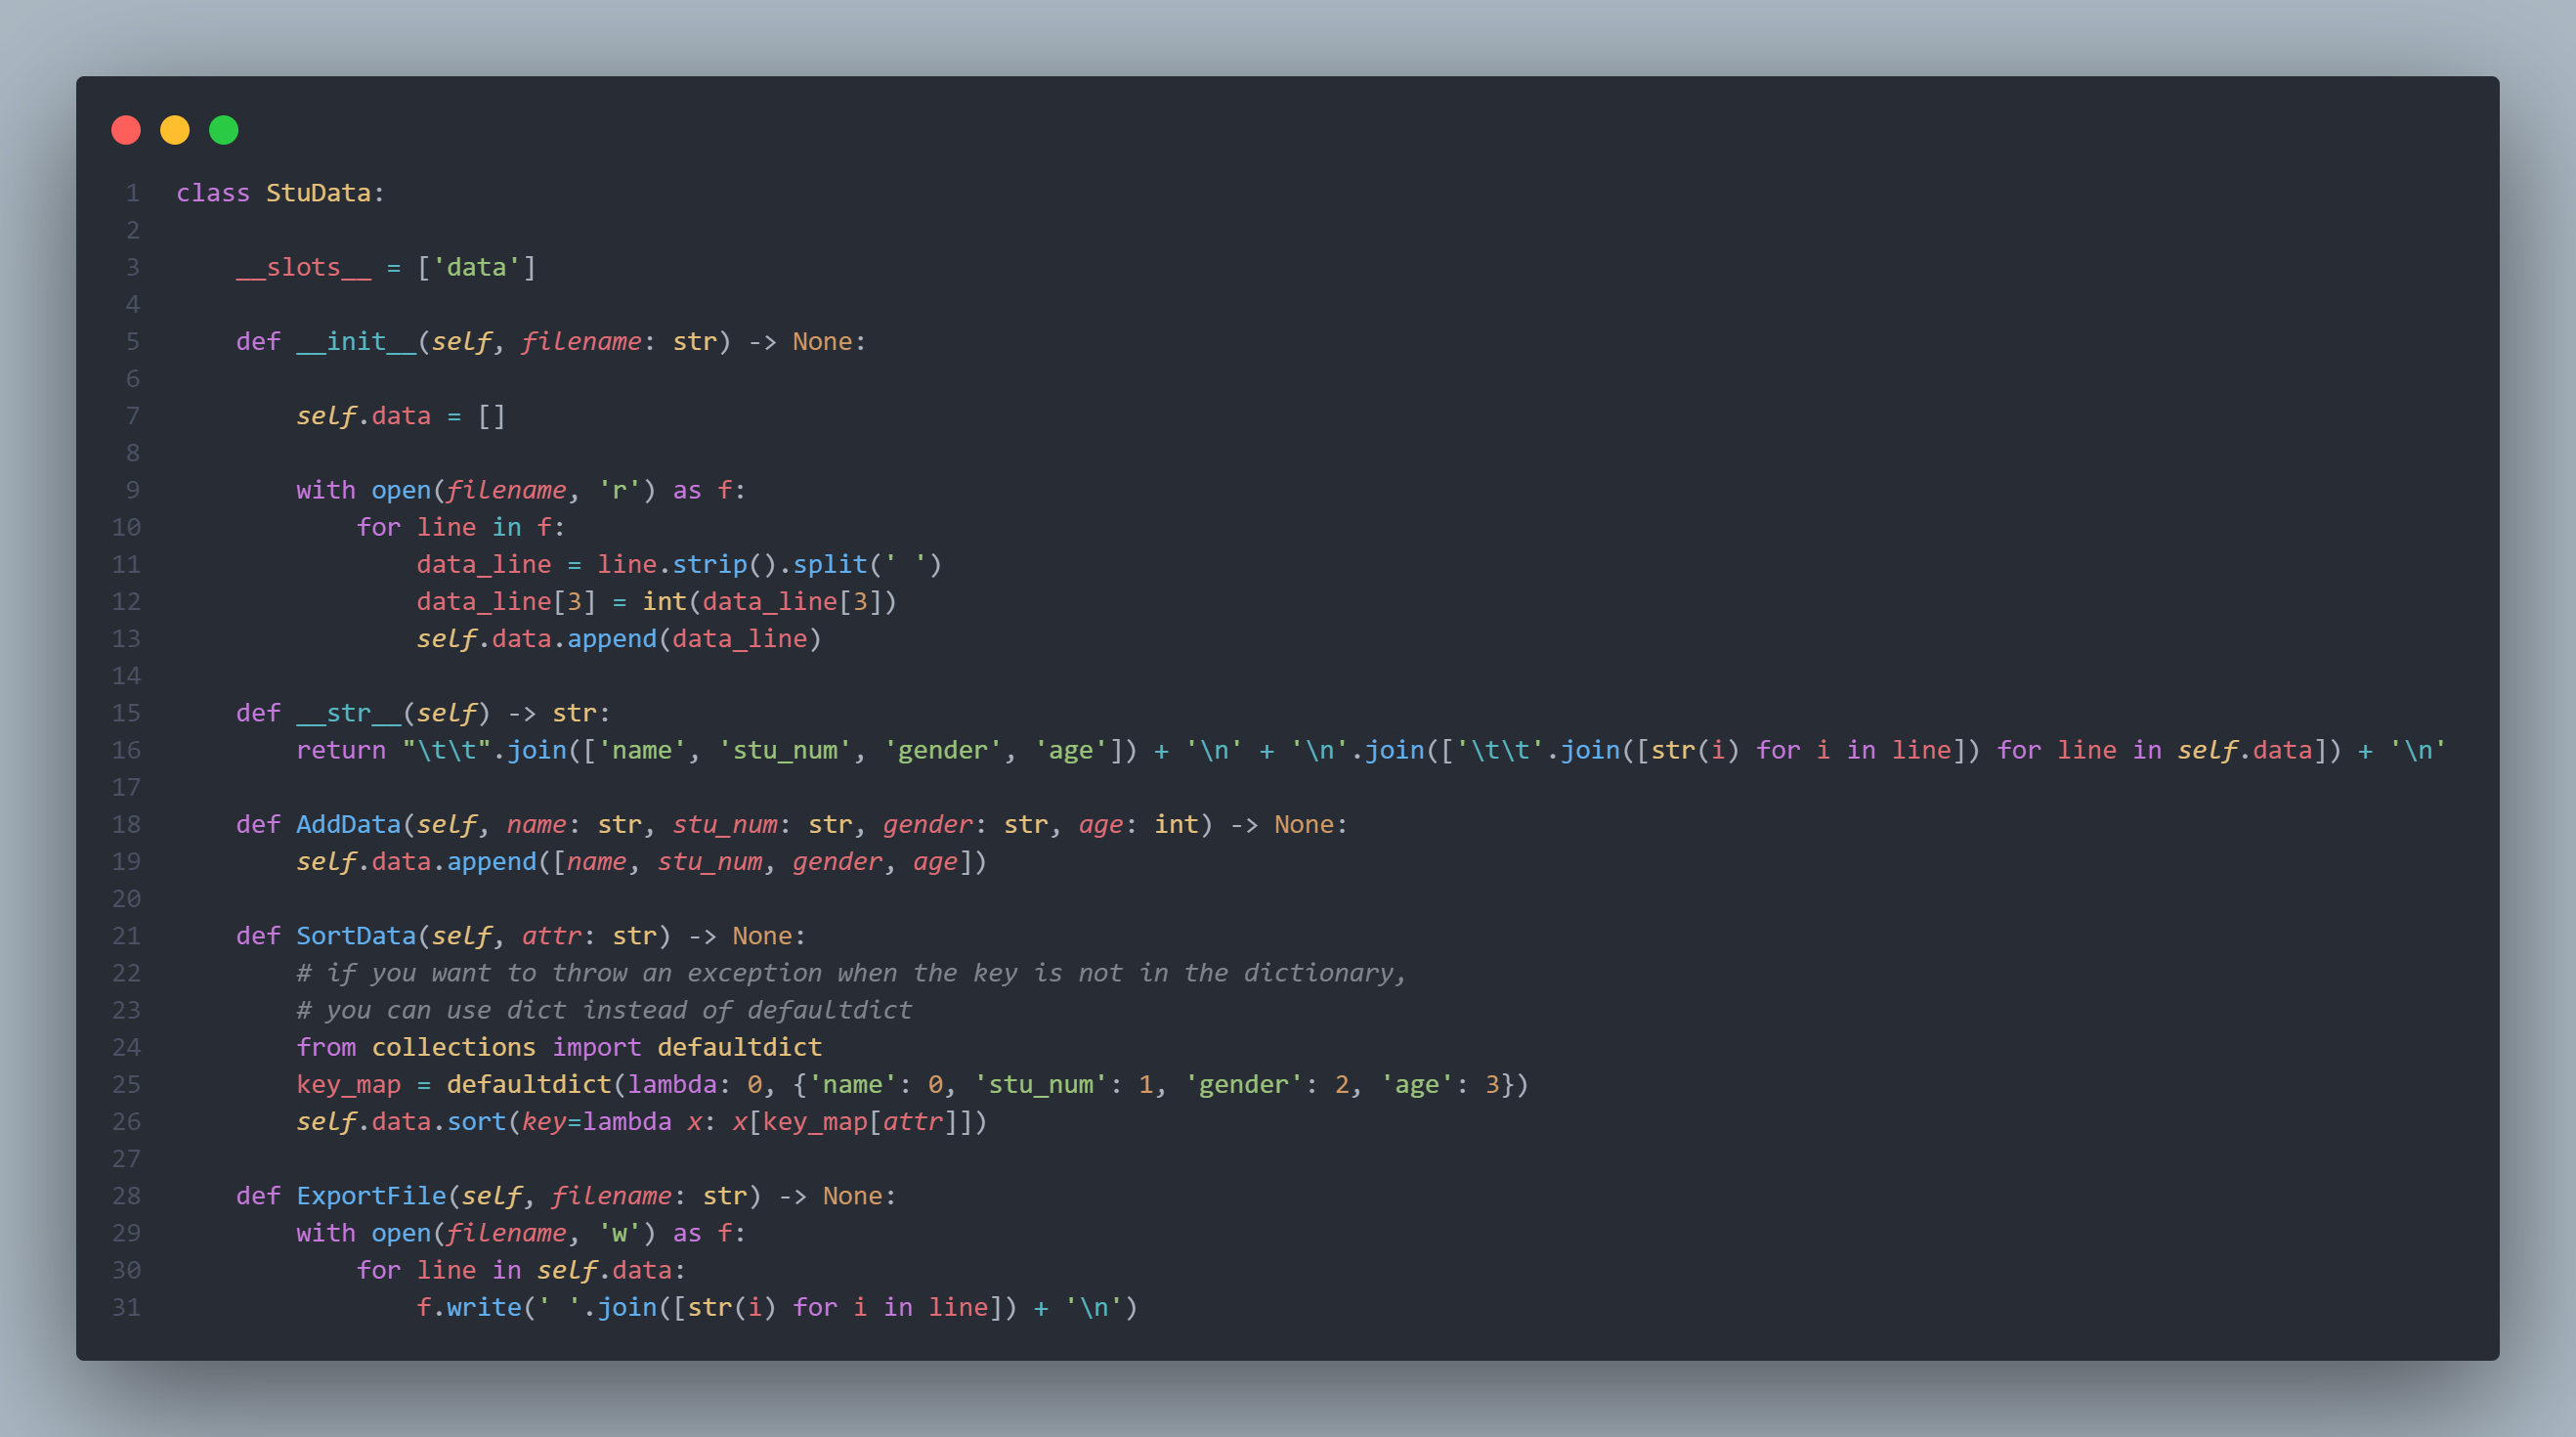 1 class StuData:
2
3     __slots__ = ['data']
4
5     def __init__(self, filename: str) -> None:
6
7         self.data = []
8
9         with open(filename, 'r') as f:
10             for line in f:
11                 data_line = line.strip().split(' ')
12                 data_line[3] = int(data_line[3])
13                 self.data.append(data_line)
14
15     def __str__(self) -> str:
16         return "\t\t".join(['name', 'stu_num', 'gender', 'age']) + '\n' + '\n'.join(['\t\t'.join([str(i) for i in line]) for line in self.data]) + '\n'
17
18     def AddData(self, name: str, stu_num: str, gender: str, age: int) -> None:
19         self.data.append([name, stu_num, gender, age])
20
21     def SortData(self, attr: str) -> None:
22         # if you want to throw an exception when the key is not in the dictionary,
23         # you can use dict instead of defaultdict
24         from collections import defaultdict
25         key_map = defaultdict(lambda: 0, {'name': 0, 'stu_num': 1, 'gender': 2, 'age': 3})
26         self.data.sort(key=lambda x: x[key_map[attr]])
27
28     def ExportFile(self, filename: str) -> None:
29         with open(filename, 'w') as f:
30             for line in self.data:
31                 f.write(' '.join([str(i) for i in line]) + '\n')